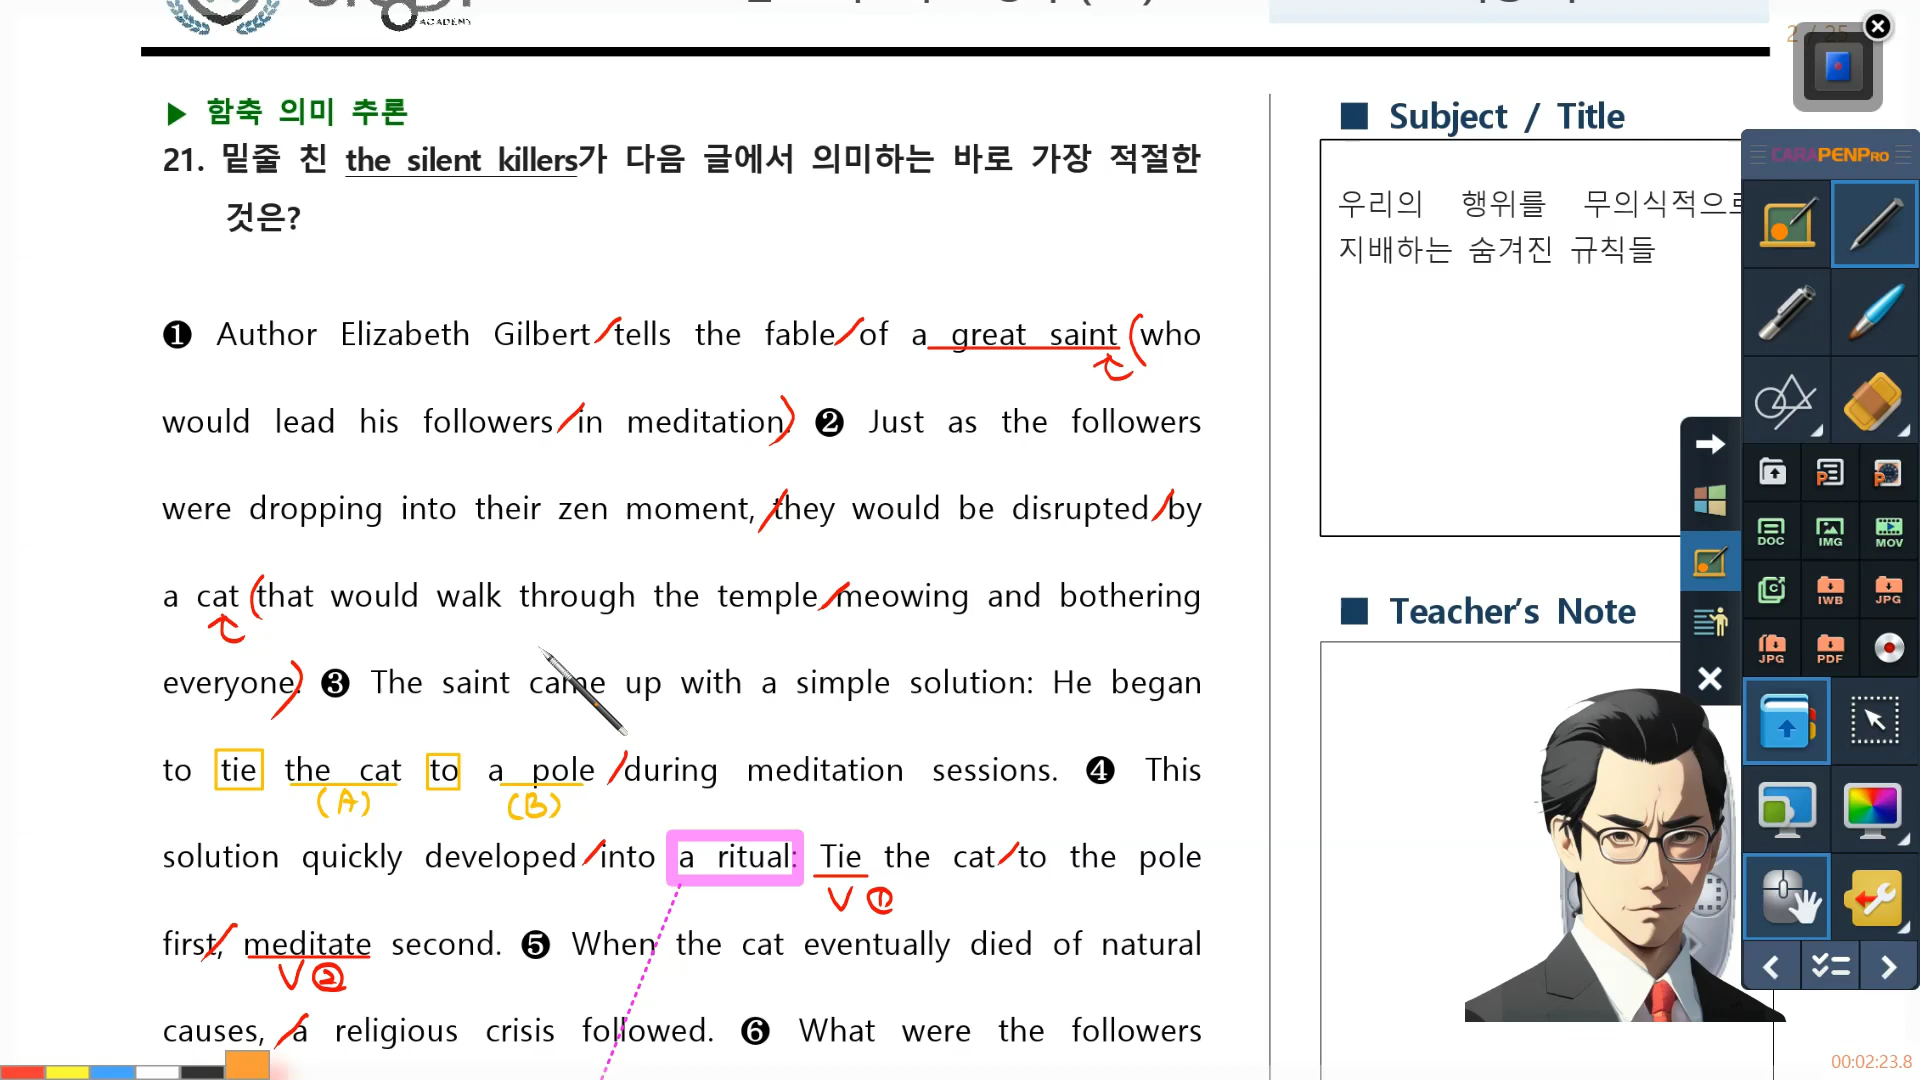 ACADEMY
2 / 25
▶ 함축 의미 추론
21. 밑줄 친 the silent killers가 다음 글에서 의미하는 바로 가장 적절한
것은?
❶ Author Elizabeth Gilbert tells the fable of a great saint who
would lead his followers in meditation. ❷ Just as the followers
were dropping into their zen moment, they would be disrupted by
a cat that would walk through the temple meowing and bothering
everyone. ❸ The saint came up with a simple solution: He began
to tie the cat to a pole during meditation sessions. ❹ This
(A) (B)
solution quickly developed into a ritual: Tie the cat to the pole
V ①
first, meditate second. ❺ When the cat eventually died of natural
V ②
causes, a religious crisis followed. ❻ What were the followers
■ Subject / Title
우리의 행위를 무의식적으로
지배하는 숨겨진 규칙들
■ Teacher's Note
CARAPENPRO
DOC IMG MOV
IWB JPG
JPG PDF
00:02:23.8